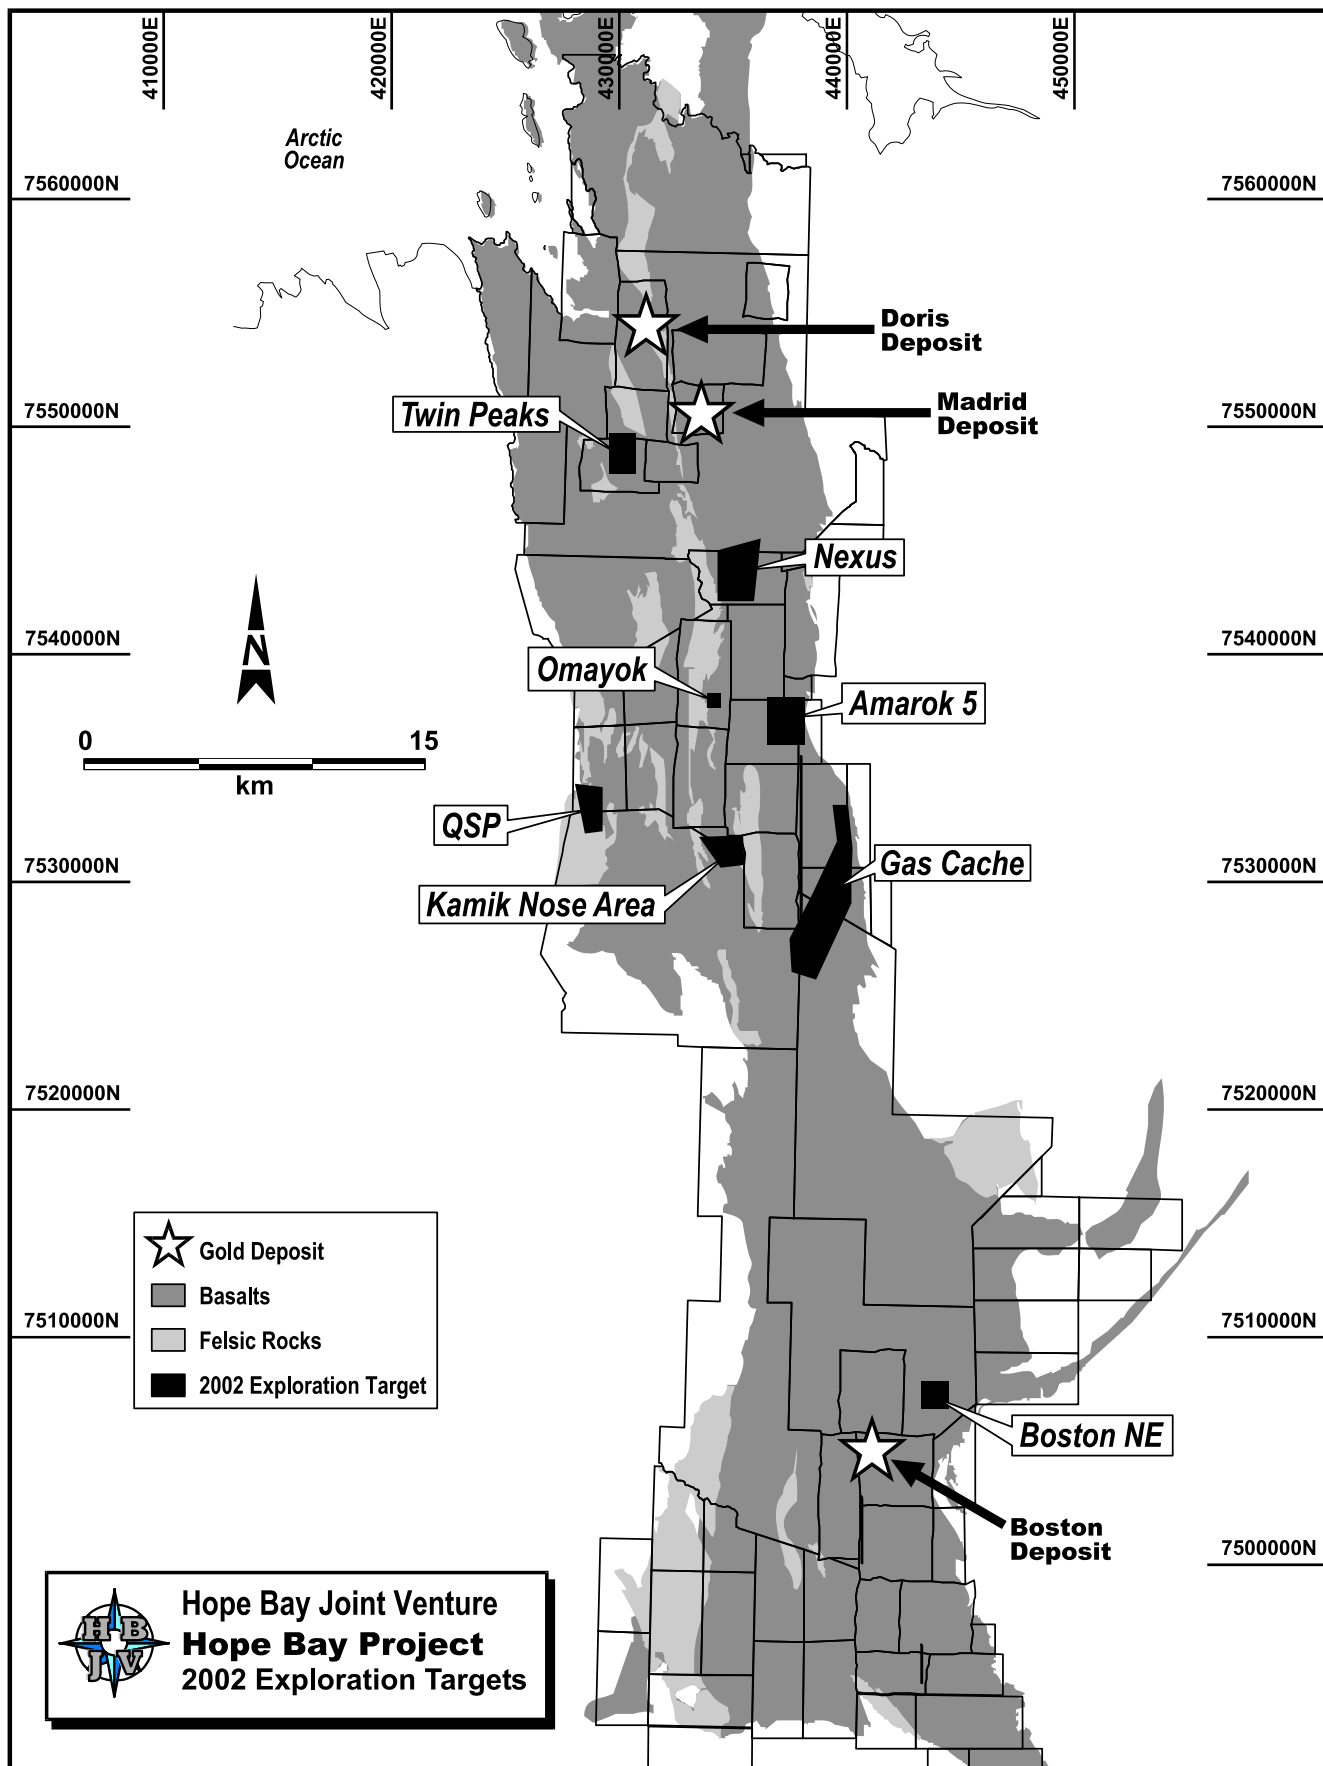 410000E
420000E
430000E
440000E
450000E
Arctic
Ocean
7560000N
7560000N
Doris
Deposit
Madrid
Deposit
Twin Peaks
7550000N
7550000N
Nexus
N
7540000N
7540000N
Omayok
Amarok 5
0
15
km
QSP
Gas Cache
7530000N
7530000N
Kamik Nose Area
7520000N
7520000N
Gold Deposit
Basalts
Felsic Rocks
2002 Exploration Target
7510000N
7510000N
Boston NE
Boston
Deposit
7500000N
HB
JV
Hope Bay Joint Venture
Hope Bay Project
2002 Exploration Targets